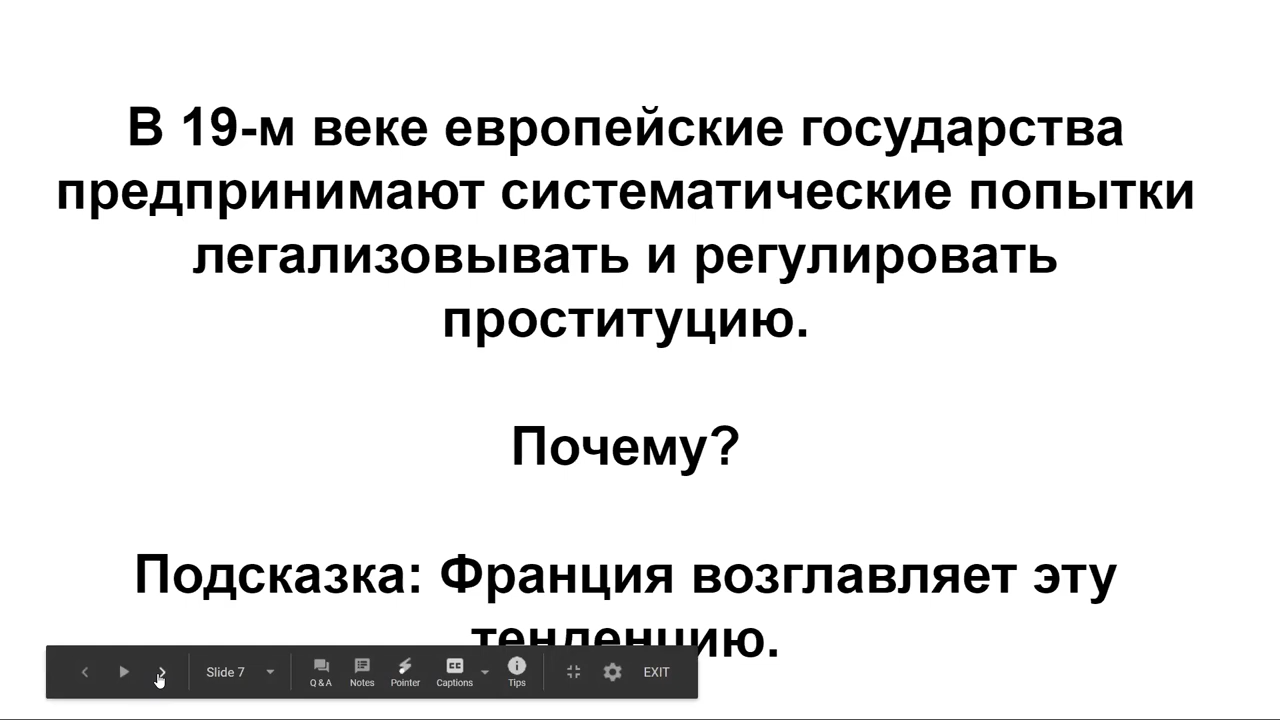 В 19-м веке европейские государства
предпринимают систематические попытки
легализовывать и регулировать
проституцию.
Почему?
Подсказка: Франция возглавляет эту
тенденцию.
Slide 7
Q & A
Notes
Pointer
CC
Captions
Tips
EXIT